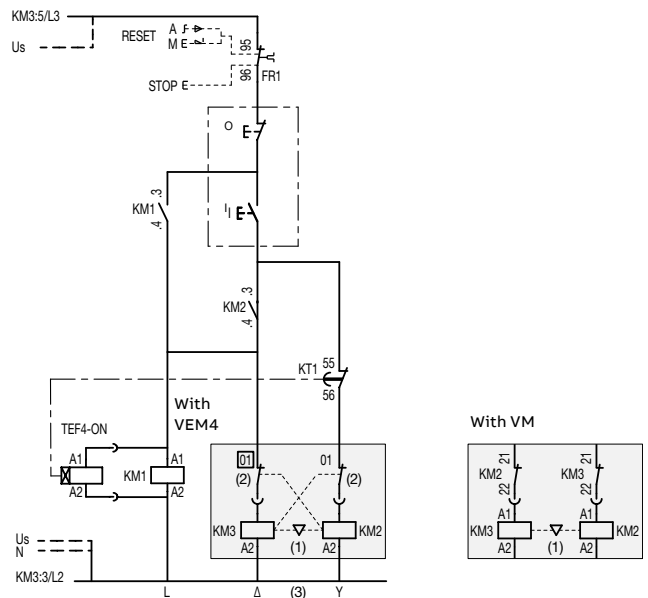 KM3:5/L3
Us
RESET
A
M
95
96
FR1
STOP E
O
E
I
E
KM1
.3
.4
KM2
.3
.4
KT1
55
56
With
VEM4
TEF4-ON
A1
A2
KM1
A1
A2
01
(2)
01
(2)
KM3
A2
(1)
KM2
A2
With VM
KM2
21
22
KM3
21
22
KM3
A1
A2
(1)
A1
A2
KM2
Us
N
KM3:3/L2
L
Δ
(3)
Y